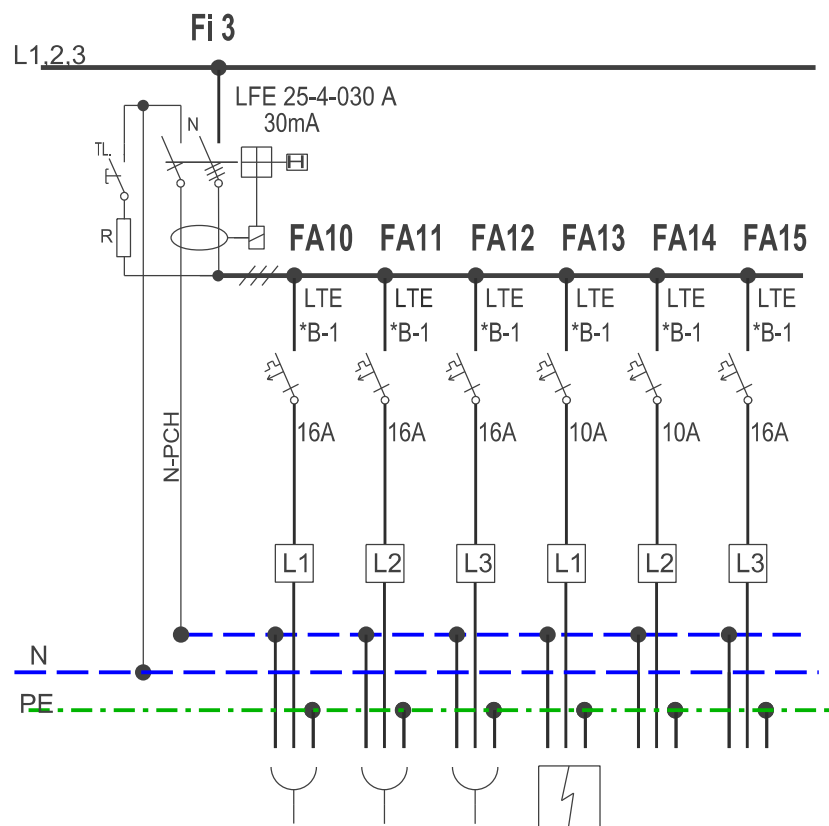 Fi 3
L1,2,3
LFE 25-4-030 A
30mA
N
TL.
R
FA10 FA11 FA12 FA13 FA14 FA15
LTE LTE LTE LTE LTE LTE
*B-1 *B-1 *B-1 *B-1 *B-1 *B-1
16A 16A 16A 10A 10A 16A
N-PCH
L1 L2 L3 L1 L2 L3
N
PE